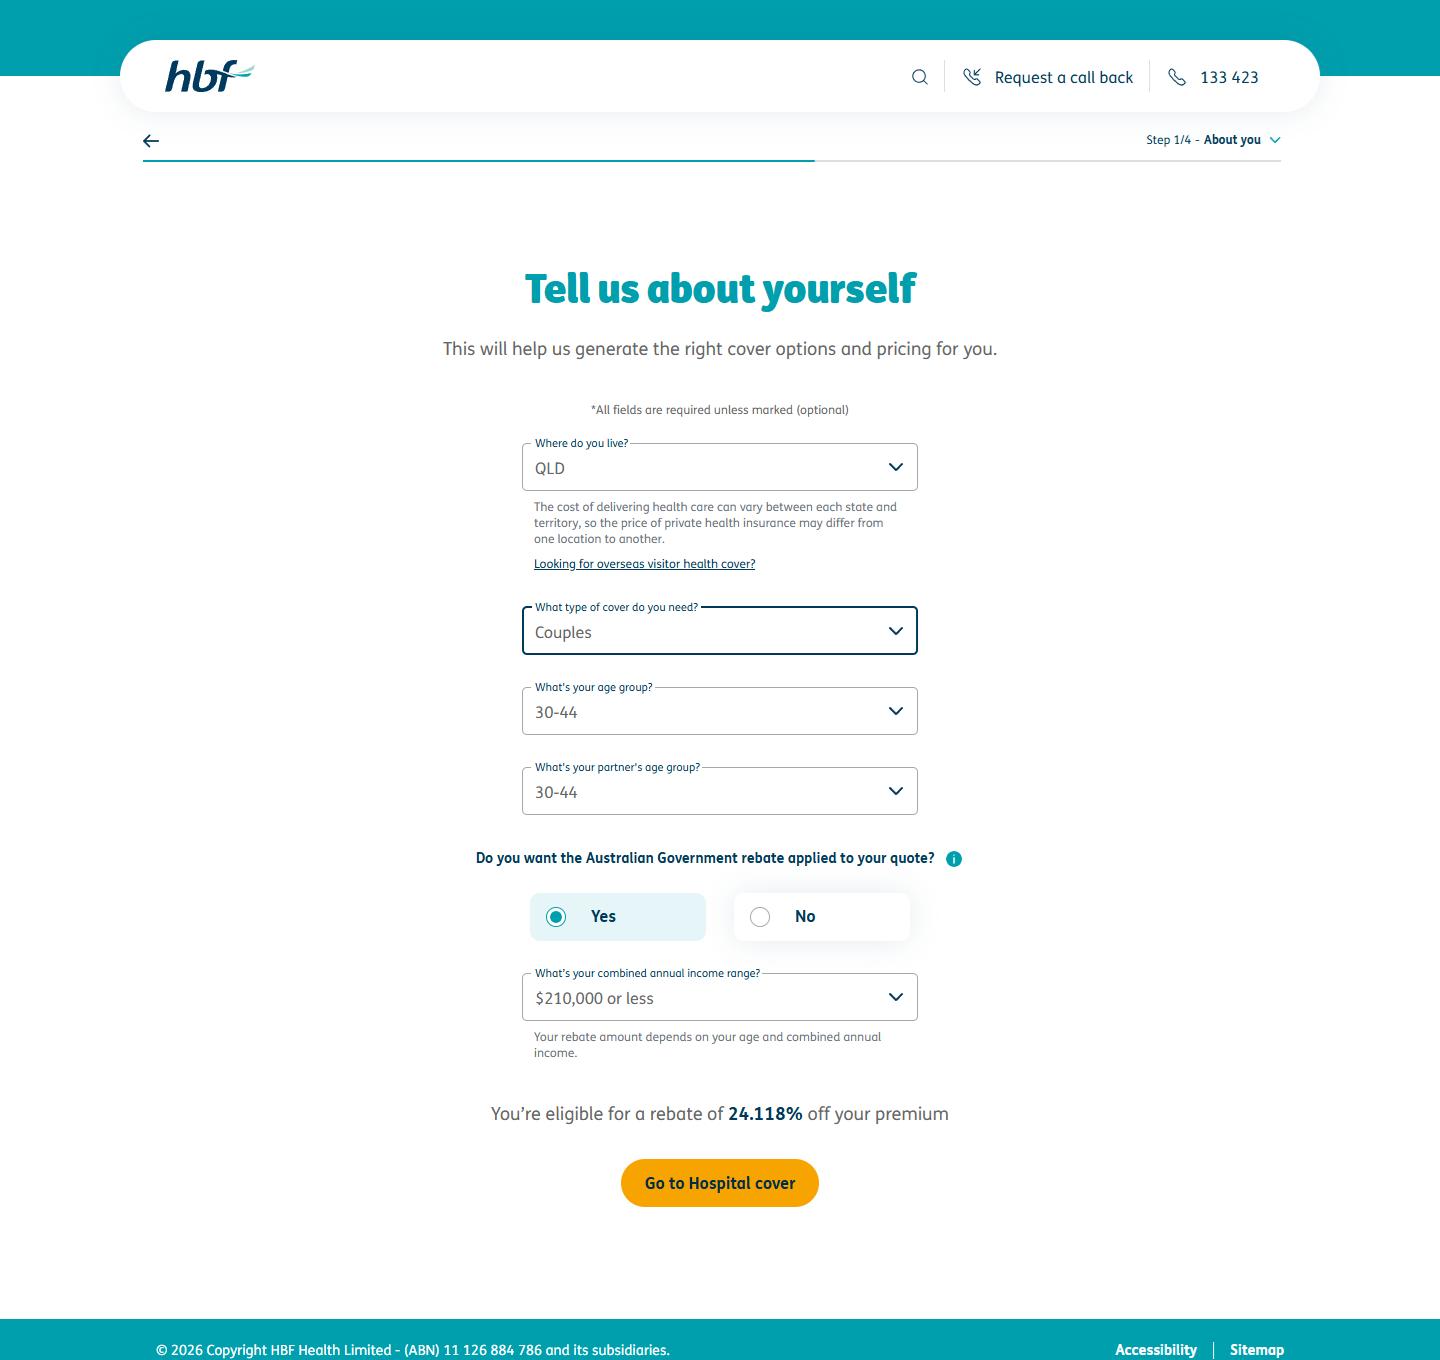 hbf
Request a call back
133 423
Step 1/4 - About you
Tell us about yourself
This will help us generate the right cover options and pricing for you.
*All fields are required unless marked (optional)
Where do you live?
QLD
The cost of delivering health care can vary between each state and
territory, so the price of private health insurance may differ from
one location to another.
Looking for overseas visitor health cover?
What type of cover do you need?
Couples
What's your age group?
30-44
What's your partner's age group?
30-44
Do you want the Australian Government rebate applied to your quote? i
Yes
No
What’s your combined annual income range?
$210,000 or less
Your rebate amount depends on your age and combined annual
income.
You’re eligible for a rebate of 24.118% off your premium
Go to Hospital cover
© 2026 Copyright HBF Health Limited - (ABN) 11 126 884 786 and its subsidiaries.
Accessibility
Sitemap